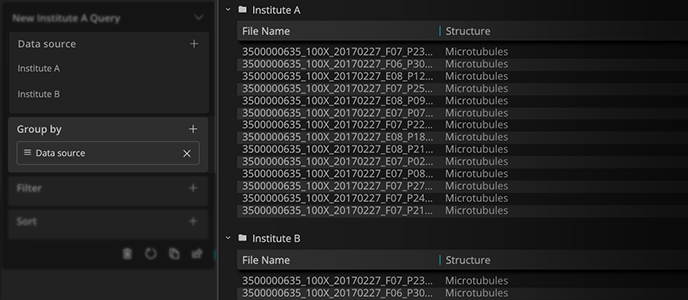 New Institute A Query
Data source
Institute A
Institute B
Group by
Data source
Filter
Sort
Institute A
File Name Structure
3500000635_100X_20170227_F07_P23... Microtubules
3500000635_100X_20170227_F06_P30... Microtubules
3500000635_100X_20170227_E08_P12... Microtubules
3500000635_100X_20170227_F07_P25... Microtubules
3500000635_100X_20170227_E08_P09... Microtubules
3500000635_100X_20170227_E07_P07... Microtubules
3500000635_100X_20170227_F07_P22... Microtubules
3500000635_100X_20170227_E08_P18... Microtubules
3500000635_100X_20170227_E08_P21... Microtubules
3500000635_100X_20170227_E07_P02... Microtubules
3500000635_100X_20170227_E07_P08... Microtubules
3500000635_100X_20170227_F07_P27... Microtubules
3500000635_100X_20170227_F07_P24... Microtubules
3500000635_100X_20170227_F07_P21... Microtubules
Institute B
File Name Structure
3500000635_100X_20170227_F07_P23... Microtubules
3500000635_100X_20170227_F06_P30... Microtubules